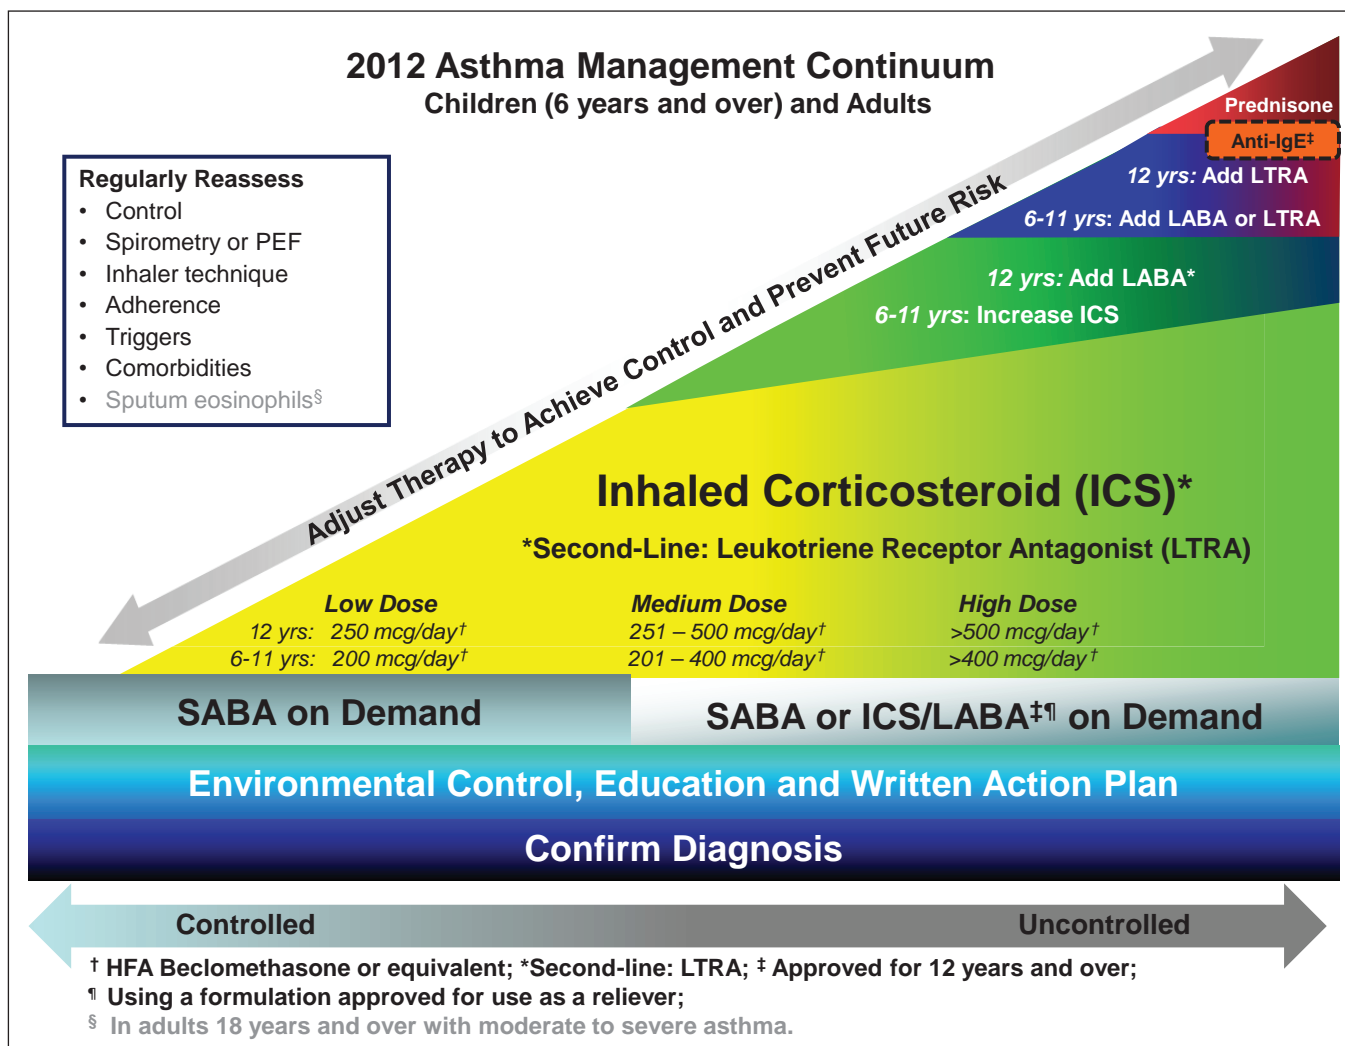 2012 Asthma Management Continuum
Children (6 years and over) and Adults
Regularly Reassess
• Control
• Spirometry or PEF
• Inhaler technique
• Adherence
• Triggers
• Comorbidities
• Sputum eosinophils§
Adjust Therapy to Achieve Control and Prevent Future Risk
Prednisone
Anti-IgE‡
12 yrs: Add LTRA
6-11 yrs: Add LABA or LTRA
12 yrs: Add LABA*
6-11 yrs: Increase ICS
Inhaled Corticosteroid (ICS)*
*Second-Line: Leukotriene Receptor Antagonist (LTRA)
Low Dose Medium Dose High Dose
12 yrs: 250 mcg/day† 251 – 500 mcg/day† >500 mcg/day†
6-11 yrs: 200 mcg/day† 201 – 400 mcg/day† >400 mcg/day†
SABA on Demand
SABA or ICS/LABA‡¶ on Demand
Environmental Control, Education and Written Action Plan
Confirm Diagnosis
Controlled
Uncontrolled
† HFA Beclomethasone or equivalent; *Second-line: LTRA; ‡ Approved for 12 years and over;
¶ Using a formulation approved for use as a reliever;
§ In adults 18 years and over with moderate to severe asthma.